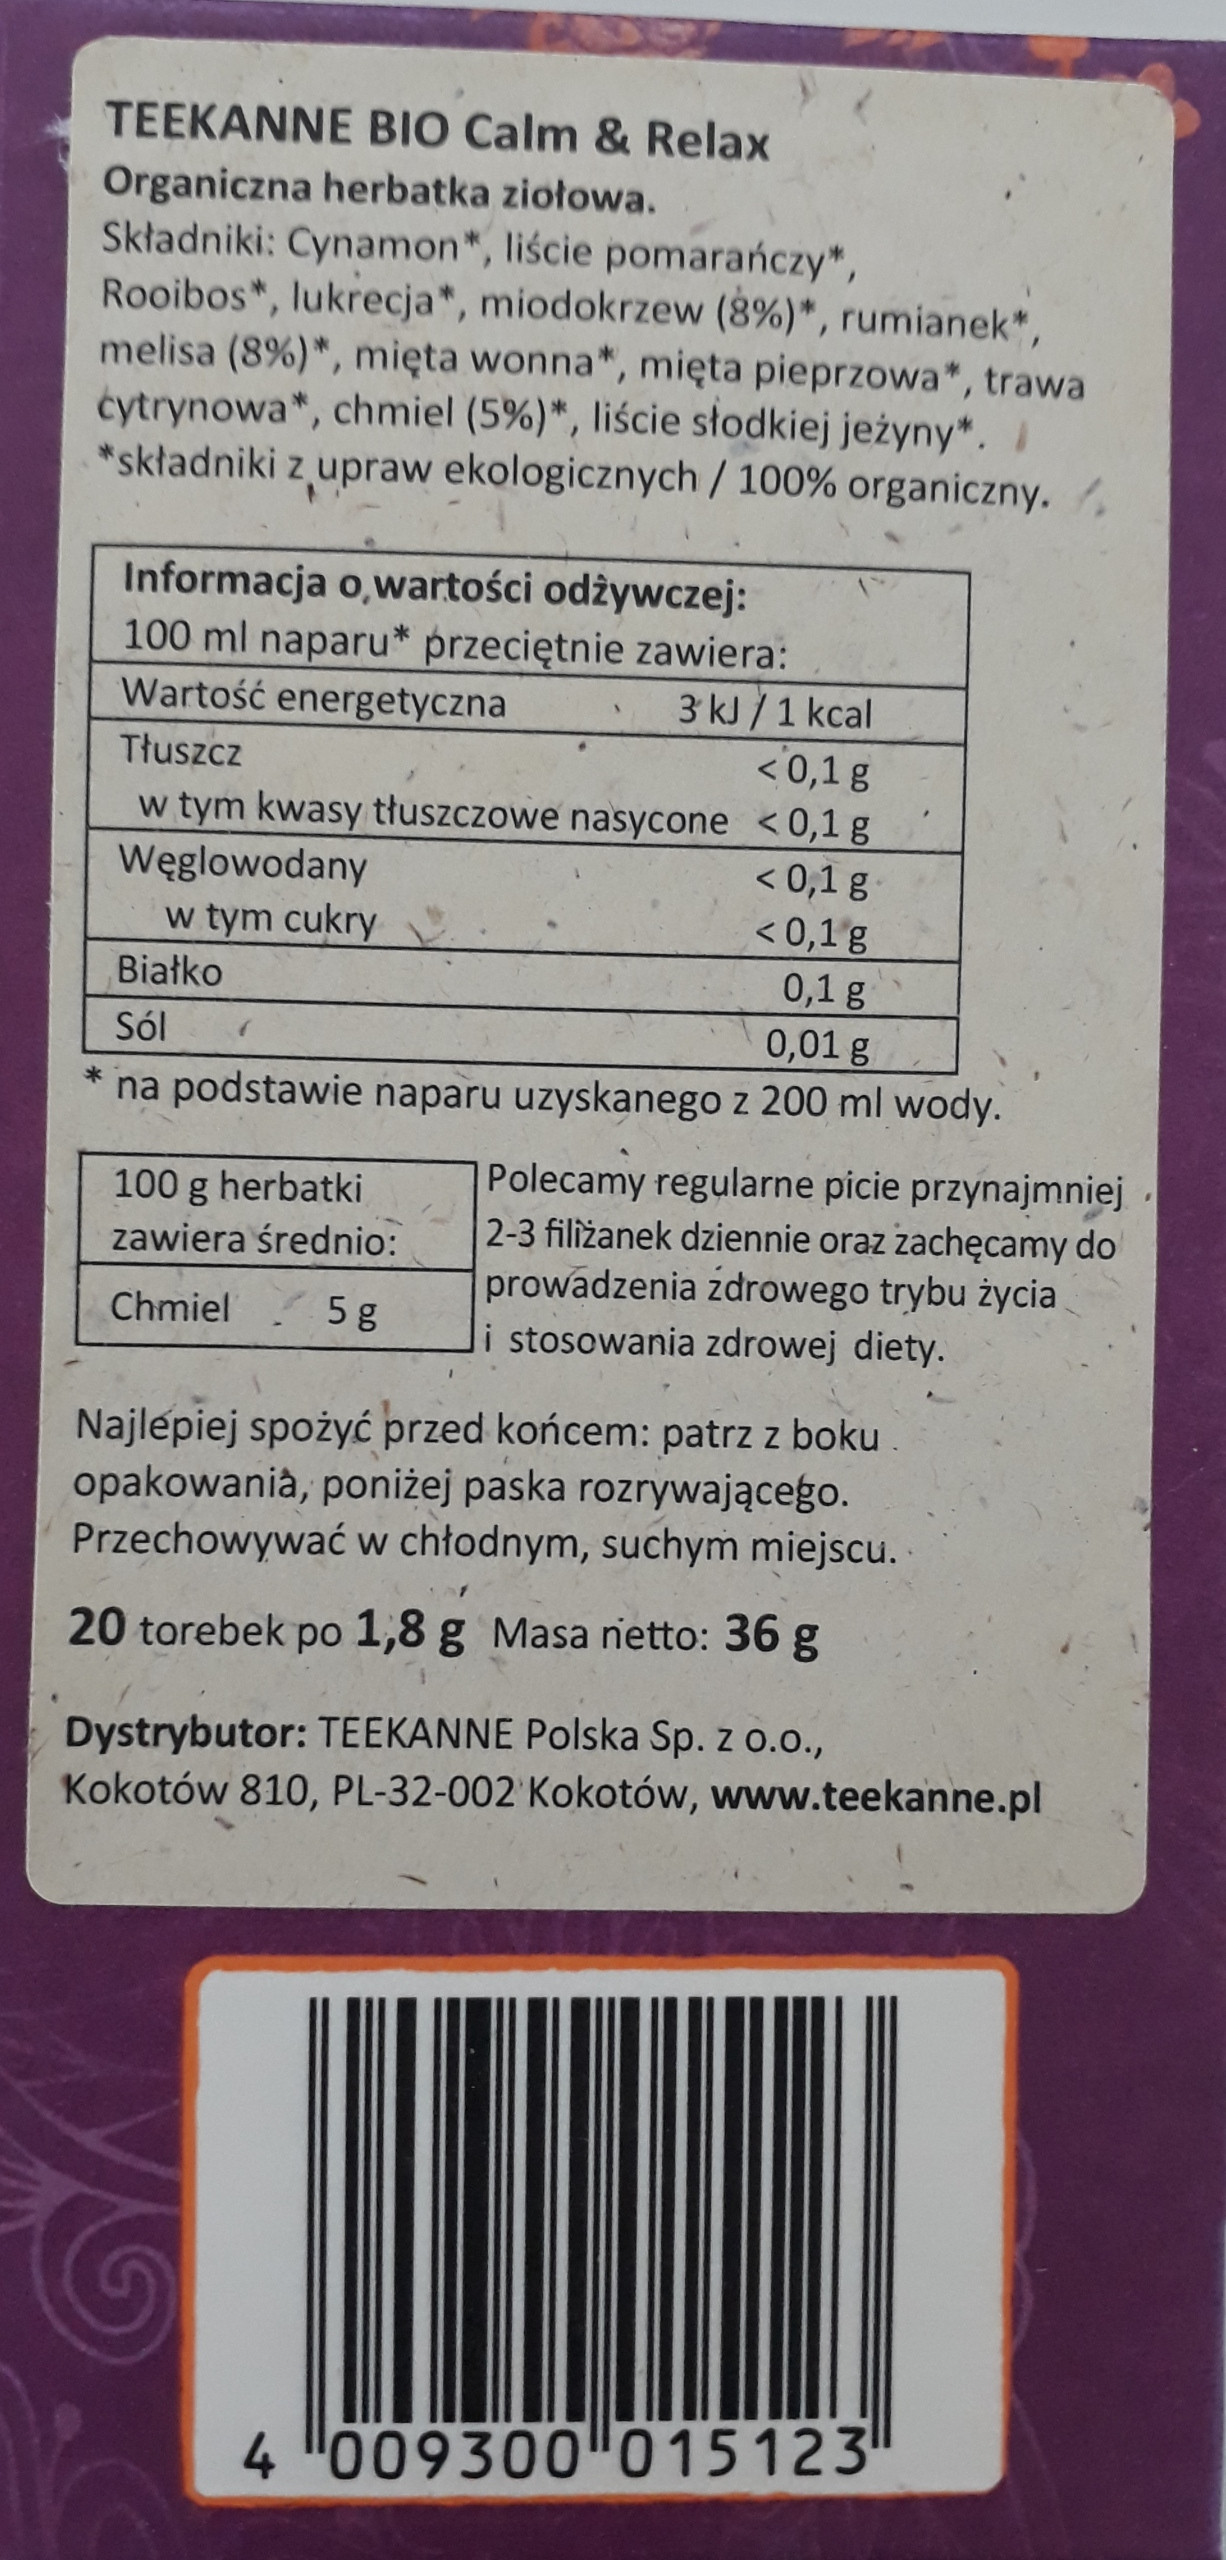 TEEKANNE BIO Calm & Relax
Organiczna herbatka ziołowa.
Składniki: Cynamon*, liście pomarańczy*,
Rooibos*, lukrecja*, miodokrzew (8%)*, rumianek*,
melisa (8%)*, mięta wonna*, mięta pieprzowa*, trawa
cytrynowa*, chmiel (5%)*, liście słodkiej jeżyny*.
*składniki z upraw ekologicznych / 100% organiczny.
Informacja o wartości odżywczej:
100 ml naparu* przeciętnie zawiera:
Wartość energetyczna 3 kJ / 1 kcal
Tłuszcz < 0,1 g
w tym kwasy tłuszczowe nasycone < 0,1 g
Węglowodany < 0,1 g
w tym cukry < 0,1 g
Białko 0,1 g
Sól 0,01 g
* na podstawie naparu uzyskanego z 200 ml wody.
100 g herbatki
zawiera średnio:
Chmiel 5 g
Polecamy regularne picie przynajmniej
2-3 filiżanek dziennie oraz zachęcamy do
prowadzenia zdrowego trybu życia
i stosowania zdrowej diety.
Najlepiej spożyć przed końcem: patrz z boku
opakowania, poniżej paska rozrywającego.
Przechowywać w chłodnym, suchym miejscu.
20 torebek po 1,8 g Masa netto: 36 g
Dystrybutor: TEEKANNE Polska Sp. z o.o.,
Kokotów 810, PL-32-002 Kokotów, www.teekanne.pl
4 009300 015123